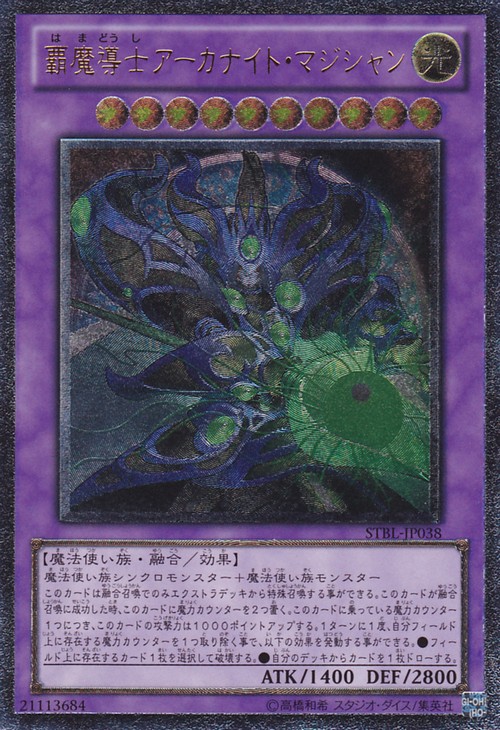 覇魔導士アーカナイト・マジシャン
光
STBL-JP038
【魔法使い族・融合／効果】
魔法使い族シンクロモンスター＋魔法使い族モンスター
このカードは融合召喚でのみエクストラデッキから特殊召喚する事ができる。このカードが融合
召喚に成功した時、このカードに魔力カウンターを２つ置く。このカードに乗っている魔力カウンター
１つにつき、このカードの攻撃力は１０００ポイントアップする。１ターンに１度、自分フィールド
上に存在する魔力カウンターを１つ取り除く事で、以下の効果を発動する事ができる。●フィー
ルド上に存在するカード１枚を選択して破壊する。●自分のデッキからカードを１枚ドローする。
ATK/1400 DEF/2800
21113684
©高橋和希 スタジオ・ダイス/集英社